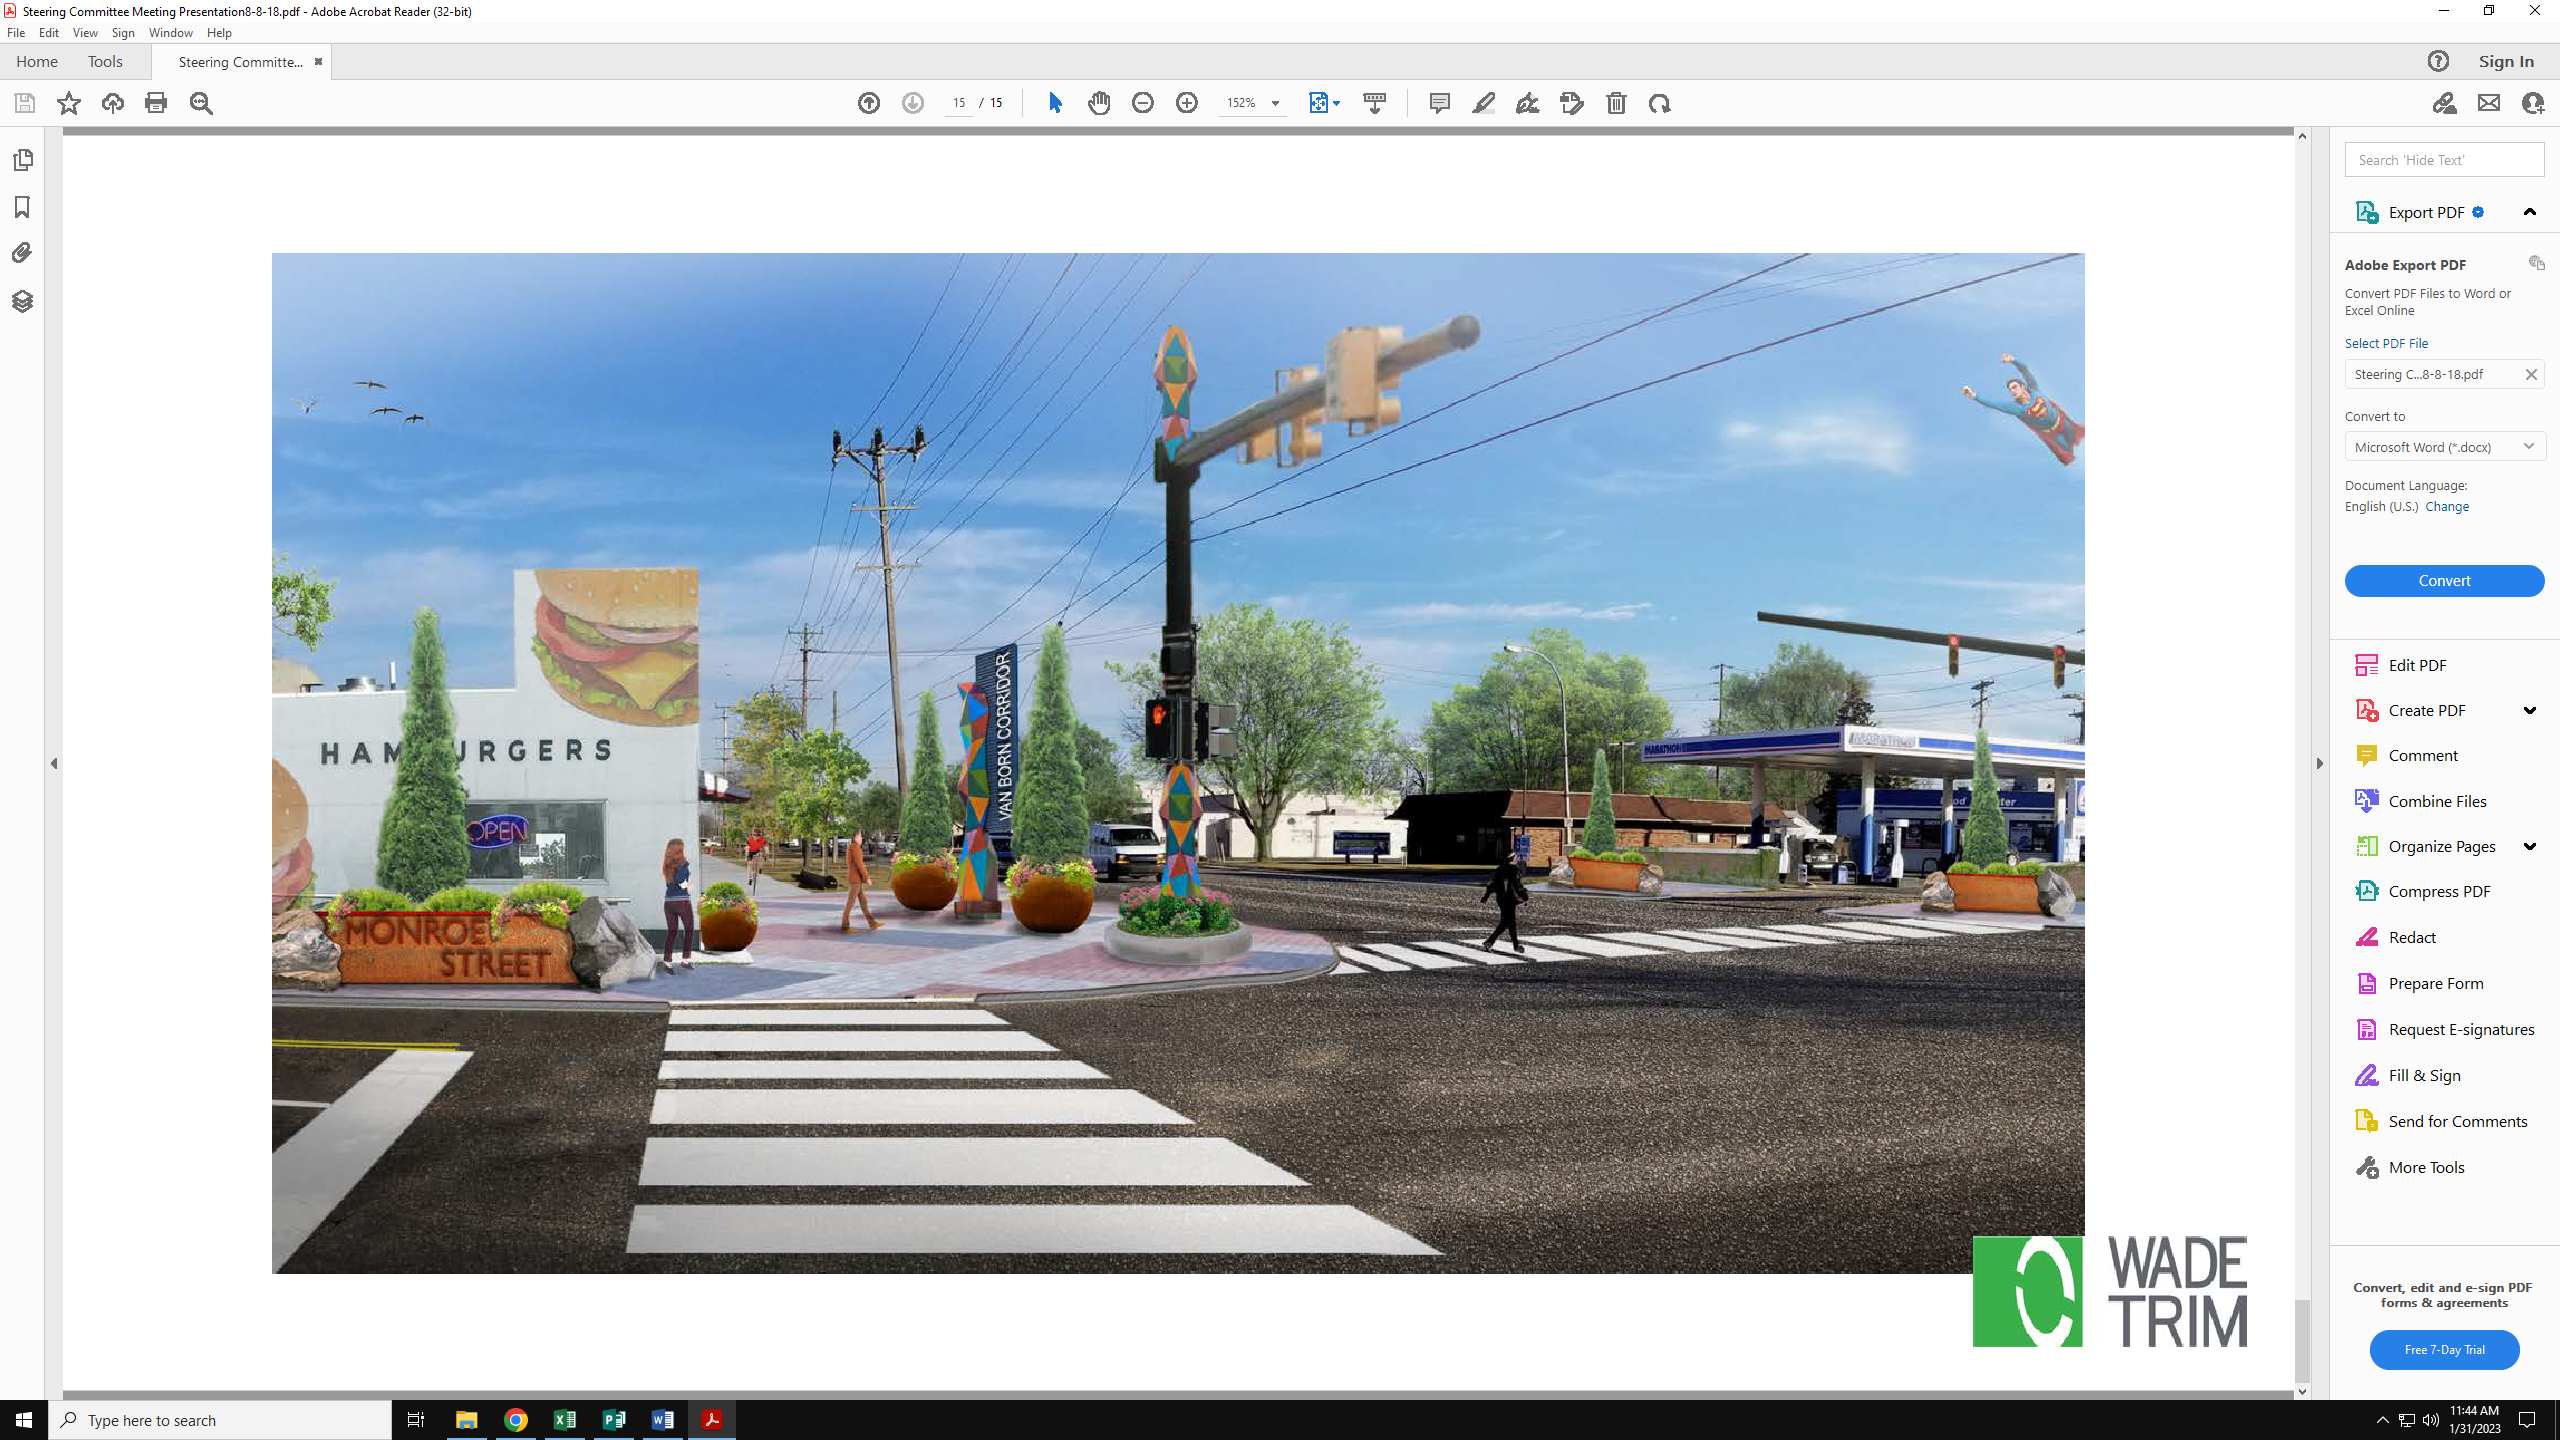 Steering Committee Meeting Presentation8-8-18.pdf - Adobe Acrobat Reader (32-bit)
File Edit View Sign Window Help
Home Tools Steering Committe...
Sign In
15 / 15
152%
Search 'Hide Text'
Export PDF
Adobe Export PDF
Convert PDF Files to Word or
Excel Online
Select PDF File
Steering C...8-8-18.pdf
Convert to
Microsoft Word (*.docx)
Document Language:
English (U.S.) Change
Convert
Edit PDF
Create PDF
Comment
Combine Files
Organize Pages
Compress PDF
Redact
Prepare Form
Request E-signatures
Fill & Sign
Send for Comments
More Tools
Convert, edit and e-sign PDF
forms & agreements
Free 7-Day Trial
HAMBURGERS
OPEN
MONROE
STREET
VAN BORN CORRIDOR
MARATHON
MARATHON
WADE
TRIM
Type here to search
11:44 AM
1/31/2023